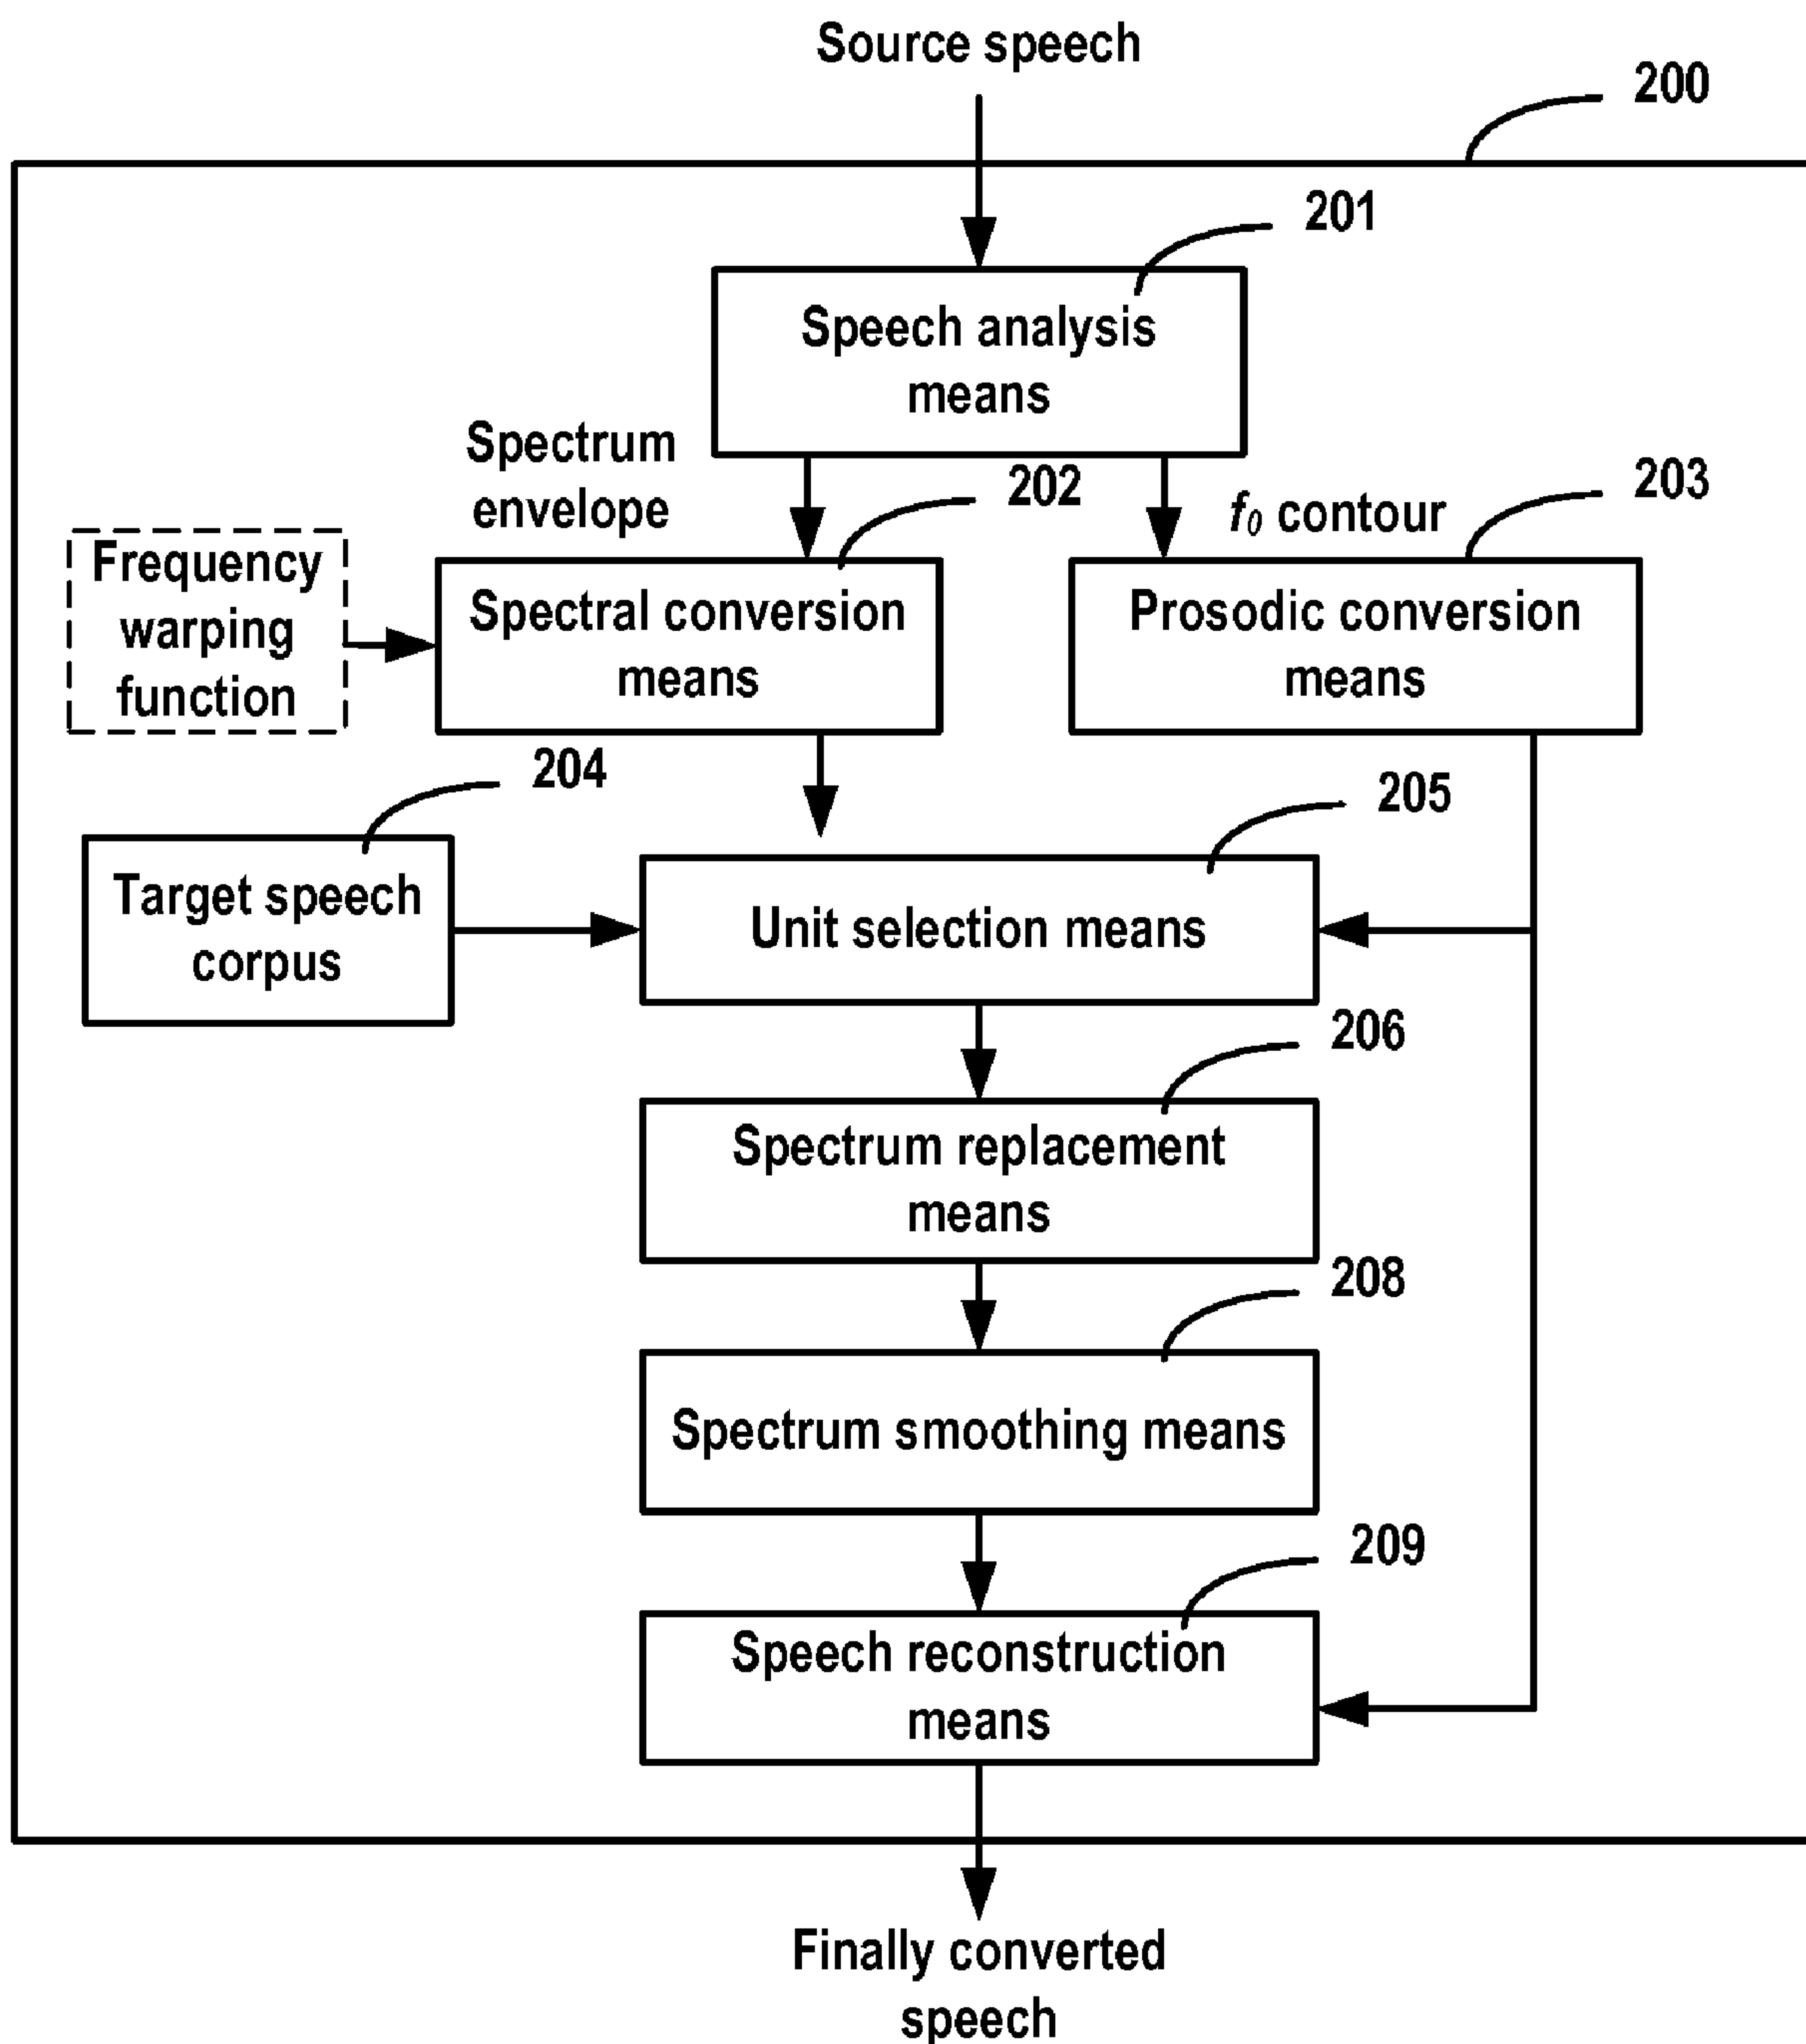 Source speech
200
201
Speech analysis
means
Spectrum
envelope
202
f0 contour
203
Frequency
warping
function
Spectral conversion
means
Prosodic conversion
means
204
205
Target speech
corpus
Unit selection means
206
Spectrum replacement
means
208
Spectrum smoothing means
209
Speech reconstruction
means
Finally converted
speech